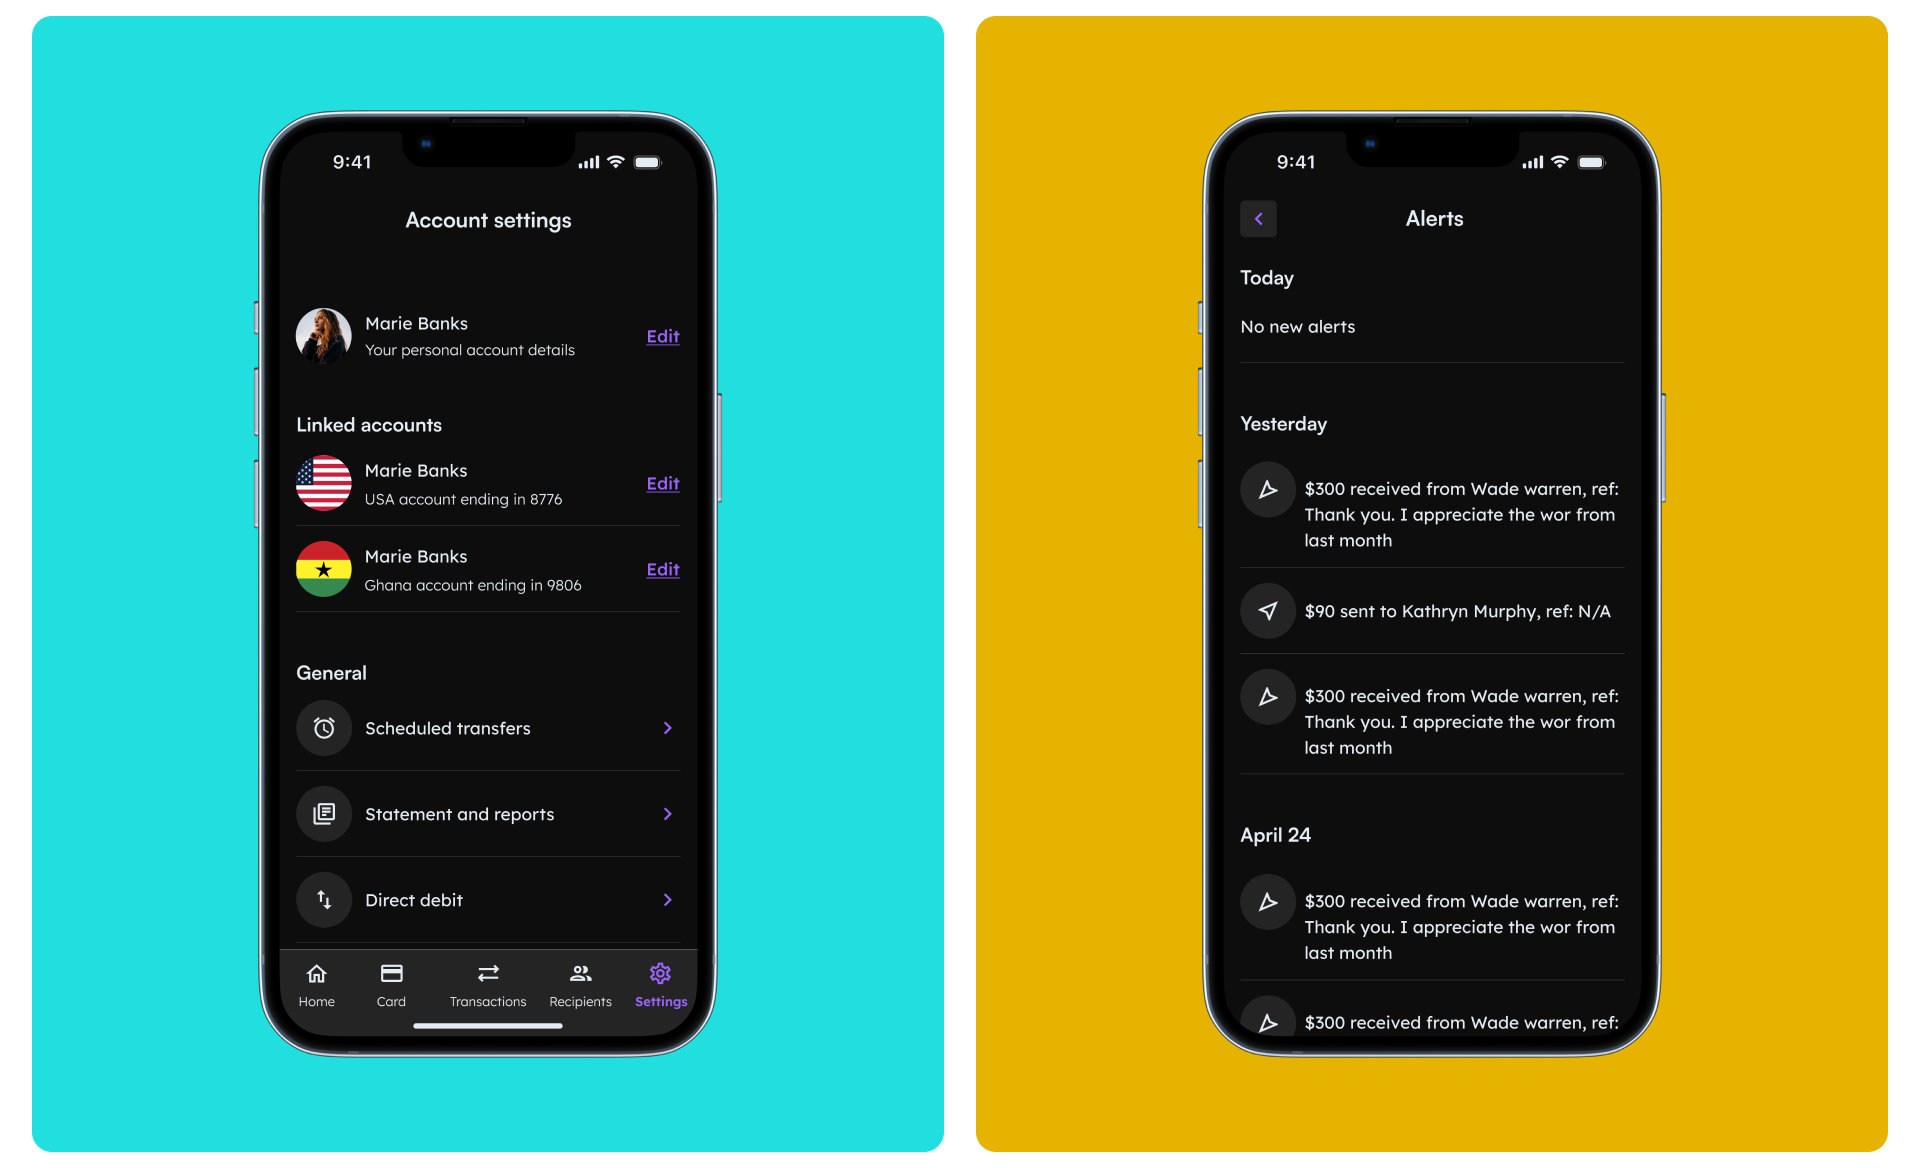 9:41
Account settings
Marie Banks
Your personal account details
Edit
Linked accounts
Marie Banks
USA account ending in 8776
Edit
Marie Banks
Ghana account ending in 9806
Edit
General
Scheduled transfers
Statement and reports
Direct debit
Home
Card
Transactions
Recipients
Settings
9:41
Alerts
Today
No new alerts
Yesterday
$300 received from Wade warren, ref:
Thank you. I appreciate the wor from
last month
$90 sent to Kathryn Murphy, ref: N/A
$300 received from Wade warren, ref:
Thank you. I appreciate the wor from
last month
April 24
$300 received from Wade warren, ref:
Thank you. I appreciate the wor from
last month
$300 received from Wade warren, ref: